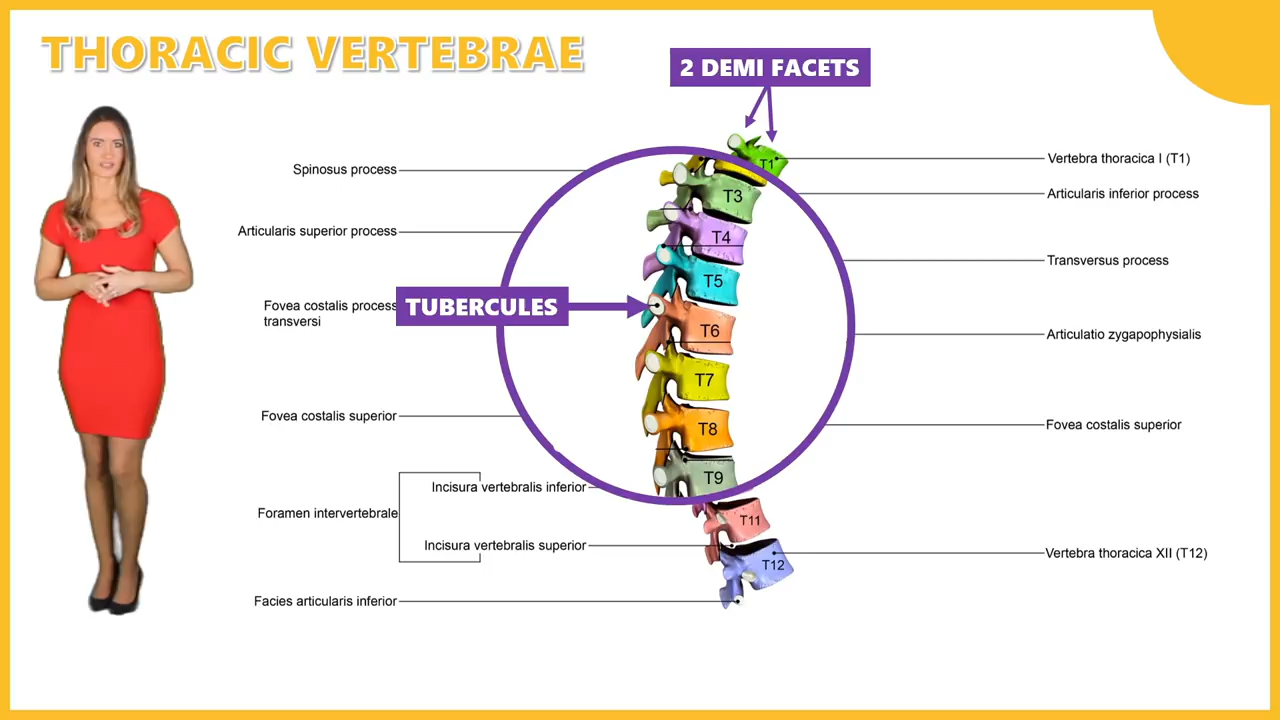 THORACIC VERTEBRAE
2 DEMI FACETS
Spinosus process
Articularis superior process
Fovea costalis process
transversi
TUBERCULES
Fovea costalis superior
Incisura vertebralis inferior
Foramen intervertebrale
Incisura vertebralis superior
Facies articularis inferior
T1
T3
T4
T5
T6
T7
T8
T9
T11
T12
Vertebra thoracica I (T1)
Articularis inferior process
Transversus process
Articulatio zygapophysialis
Fovea costalis superior
Vertebra thoracica XII (T12)